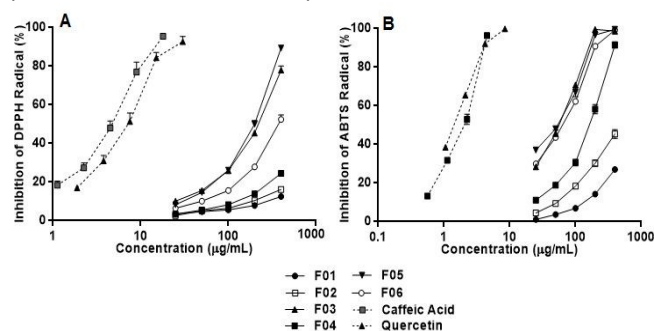 A
B
Inhibition of DPPH Radical (%)
100
80
60
40
20
0
1
10
100
1000
Concentration (µg/mL)
Inhibition of ABTS Radical (%)
100
80
60
40
20
0
0.1
1
10
100
1000
Concentration (µg/mL)
F01
F02
F03
F04
F05
F06
Caffeic Acid
Quercetin